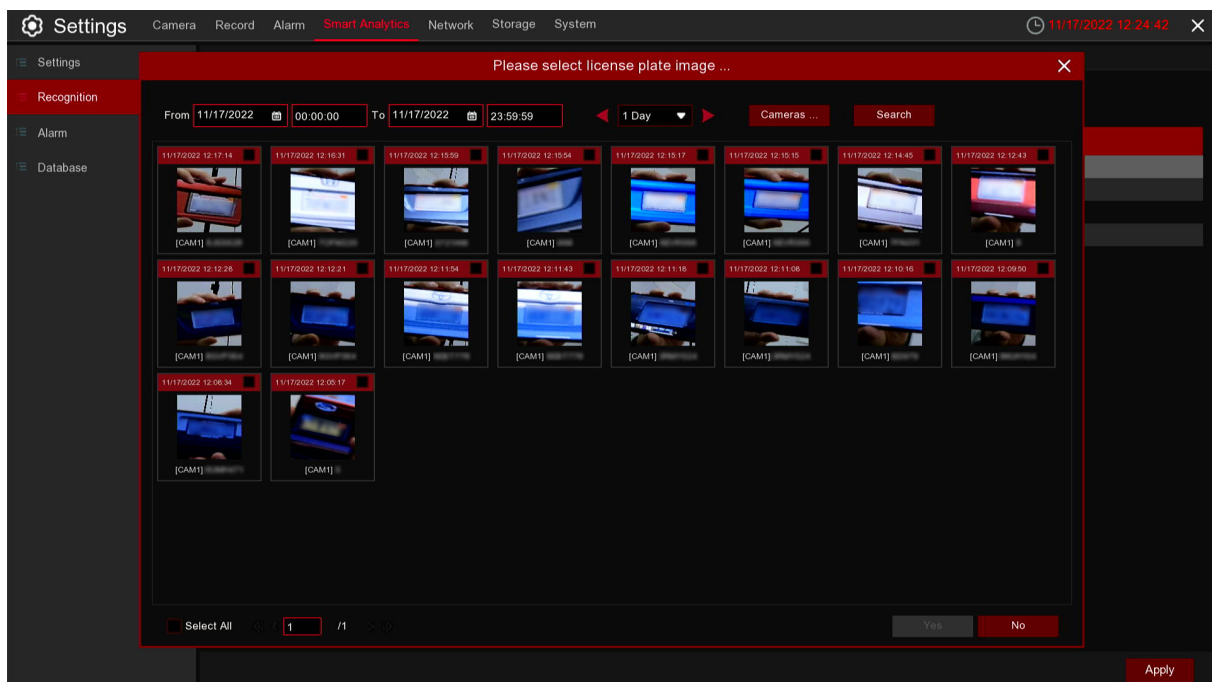 Settings Camera Record Alarm Smart Analytics Network Storage System 11/17/2022 12:24:42
Settings
Recognition
Alarm
Database
Please select license plate image ...
From 11/17/2022 00:00:00 To 11/17/2022 23:59:59 1 Day Cameras ... Search
11/17/2022 12:17:14 11/17/2022 12:16:31 11/17/2022 12:15:59 11/17/2022 12:15:54 11/17/2022 12:15:17 11/17/2022 12:15:15 11/17/2022 12:14:45 11/17/2022 12:12:43
[CAM1] [CAM1] [CAM1] [CAM1] [CAM1] [CAM1] [CAM1] [CAM1]
11/17/2022 12:12:26 11/17/2022 12:12:21 11/17/2022 12:11:54 11/17/2022 12:11:43 11/17/2022 12:11:16 11/17/2022 12:11:06 11/17/2022 12:10:16 11/17/2022 12:09:50
[CAM1] [CAM1] [CAM1] [CAM1] [CAM1] [CAM1] [CAM1] [CAM1]
11/17/2022 12:06:34 11/17/2022 12:05:17
[CAM1] [CAM1]
Select All 1 /1 Yes No
Apply